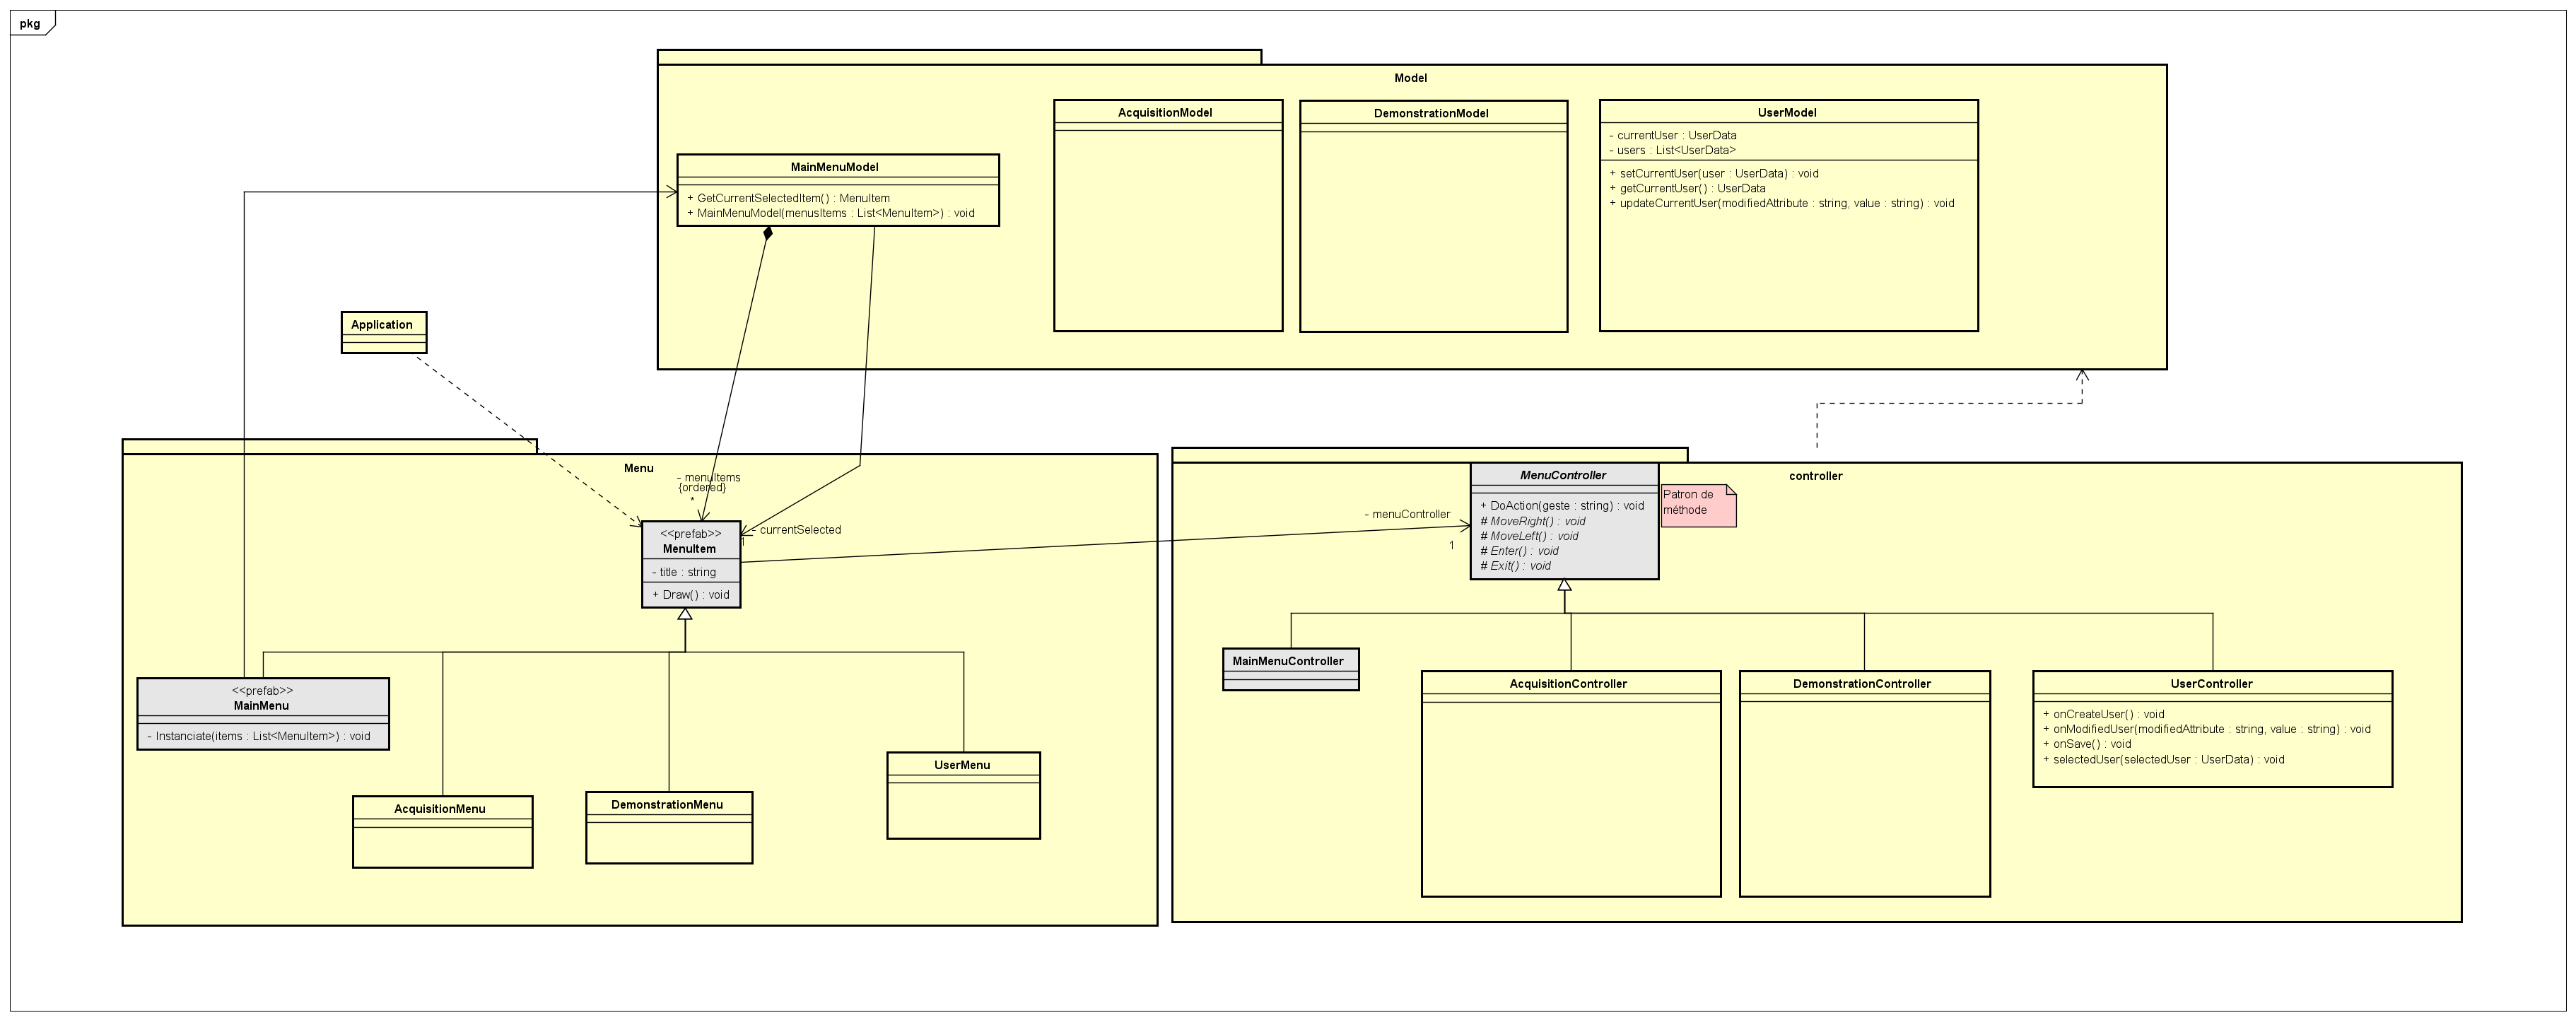 pkg
Model
AcquisitionModel
DemonstrationModel
UserModel
- currentUser : UserData
- users : List<UserData>
+ setCurrentUser(user : UserData) : void
+ getCurrentUser() : UserData
+ updateCurrentUser(modifiedAttribute : string, value : string) : void
MainMenuModel
+ GetCurrentSelectedItem() : MenuItem
+ MainMenuModel(menusItems : List<MenuItem>) : void
Application
Menu
- menuItems
{ordered}
*
- currentSelected
1
<<prefab>>
MenuItem
- title : string
+ Draw() : void
- menuController
1
<<prefab>>
MainMenu
- Instanciate(items : List<MenuItem>) : void
AcquisitionMenu
DemonstrationMenu
UserMenu
controller
MenuController
+ DoAction(geste : string) : void
# MoveRight() : void
# MoveLeft() : void
# Enter() : void
# Exit() : void
Patron de
méthode
MainMenuController
AcquisitionController
DemonstrationController
UserController
+ onCreateUser() : void
+ onModifiedUser(modifiedAttribute : string, value : string) : void
+ onSave() : void
+ selectedUser(selectedUser : UserData) : void